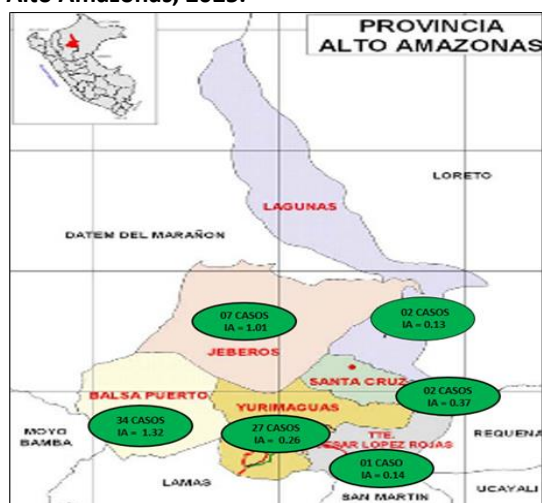 Alto Amazonas, 2023.
PROVINCIA
ALTO AMAZONAS
LORETO
LAGUNAS
DATEM DEL MARAÑON
07 CASOS
IA = 1.01
02 CASOS
IA = 0.13
JEBEROS
SANTA CRUZ
BALSA PUERTO
02 CASOS
IA = 0.37
YURIMAGUAS
34 CASOS
IA = 1.32
27 CASOS
IA = 0.26
MOYO
BAMBA
TTE.
CESAR LOPEZ ROJAS
REQUENA
01 CASO
IA = 0.14
LAMAS
UCAYALI
SAN MARTIN